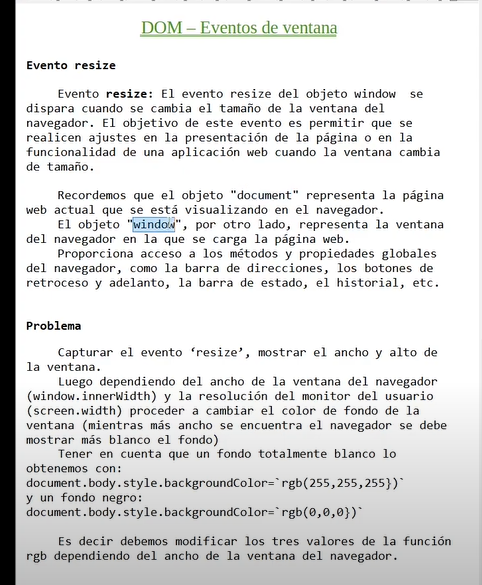 DOM – Eventos de ventana
Evento resize
Evento resize: El evento resize del objeto window se
dispara cuando se cambia el tamaño de la ventana del
navegador. El objetivo de este evento es permitir que se
realicen ajustes en la presentación de la página o en la
funcionalidad de una aplicación web cuando la ventana cambia
de tamaño.
Recordemos que el objeto "document" representa la página
web actual que se está visualizando en el navegador.
El objeto "window", por otro lado, representa la ventana
del navegador en la que se carga la página web.
Proporciona acceso a los métodos y propiedades globales
del navegador, como la barra de direcciones, los botones de
retroceso y adelanto, la barra de estado, el historial, etc.
Problema
Capturar el evento ‘resize’, mostrar el ancho y alto de
la ventana.
Luego dependiendo del ancho de la ventana del navegador
(window.innerWidth) y la resolución del monitor del usuario
(screen.width) proceder a cambiar el color de fondo de la
ventana (mientras más ancho se encuentra el navegador se debe
mostrar más blanco el fondo)
Tener en cuenta que un fondo totalmente blanco lo
obtenemos con:
document.body.style.backgroundColor=`rgb(255,255,255})`
y un fondo negro:
document.body.style.backgroundColor=`rgb(0,0,0})`
Es decir debemos modificar los tres valores de la función
rgb dependiendo del ancho de la ventana del navegador.